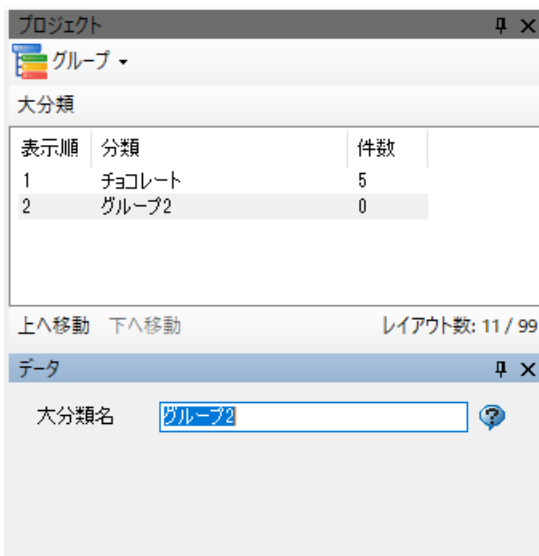 プロジェクト
グループ
大分類
表示順 分類 件数
1 チョコレート 5
2 グループ2 0
上へ移動 下へ移動 レイアウト数: 11 / 99
データ
大分類名 グループ2